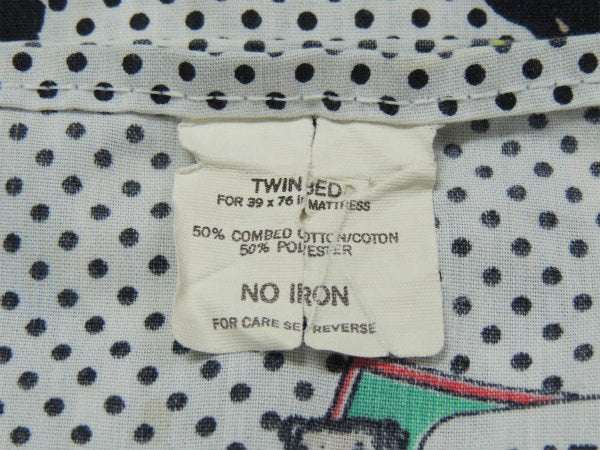 TWIN BED
FOR 39 x 76 IN MATTRESS
50% COMBED COTTON/COTON
50% POLYESTER
NO IRON
FOR CARE SEE REVERSE